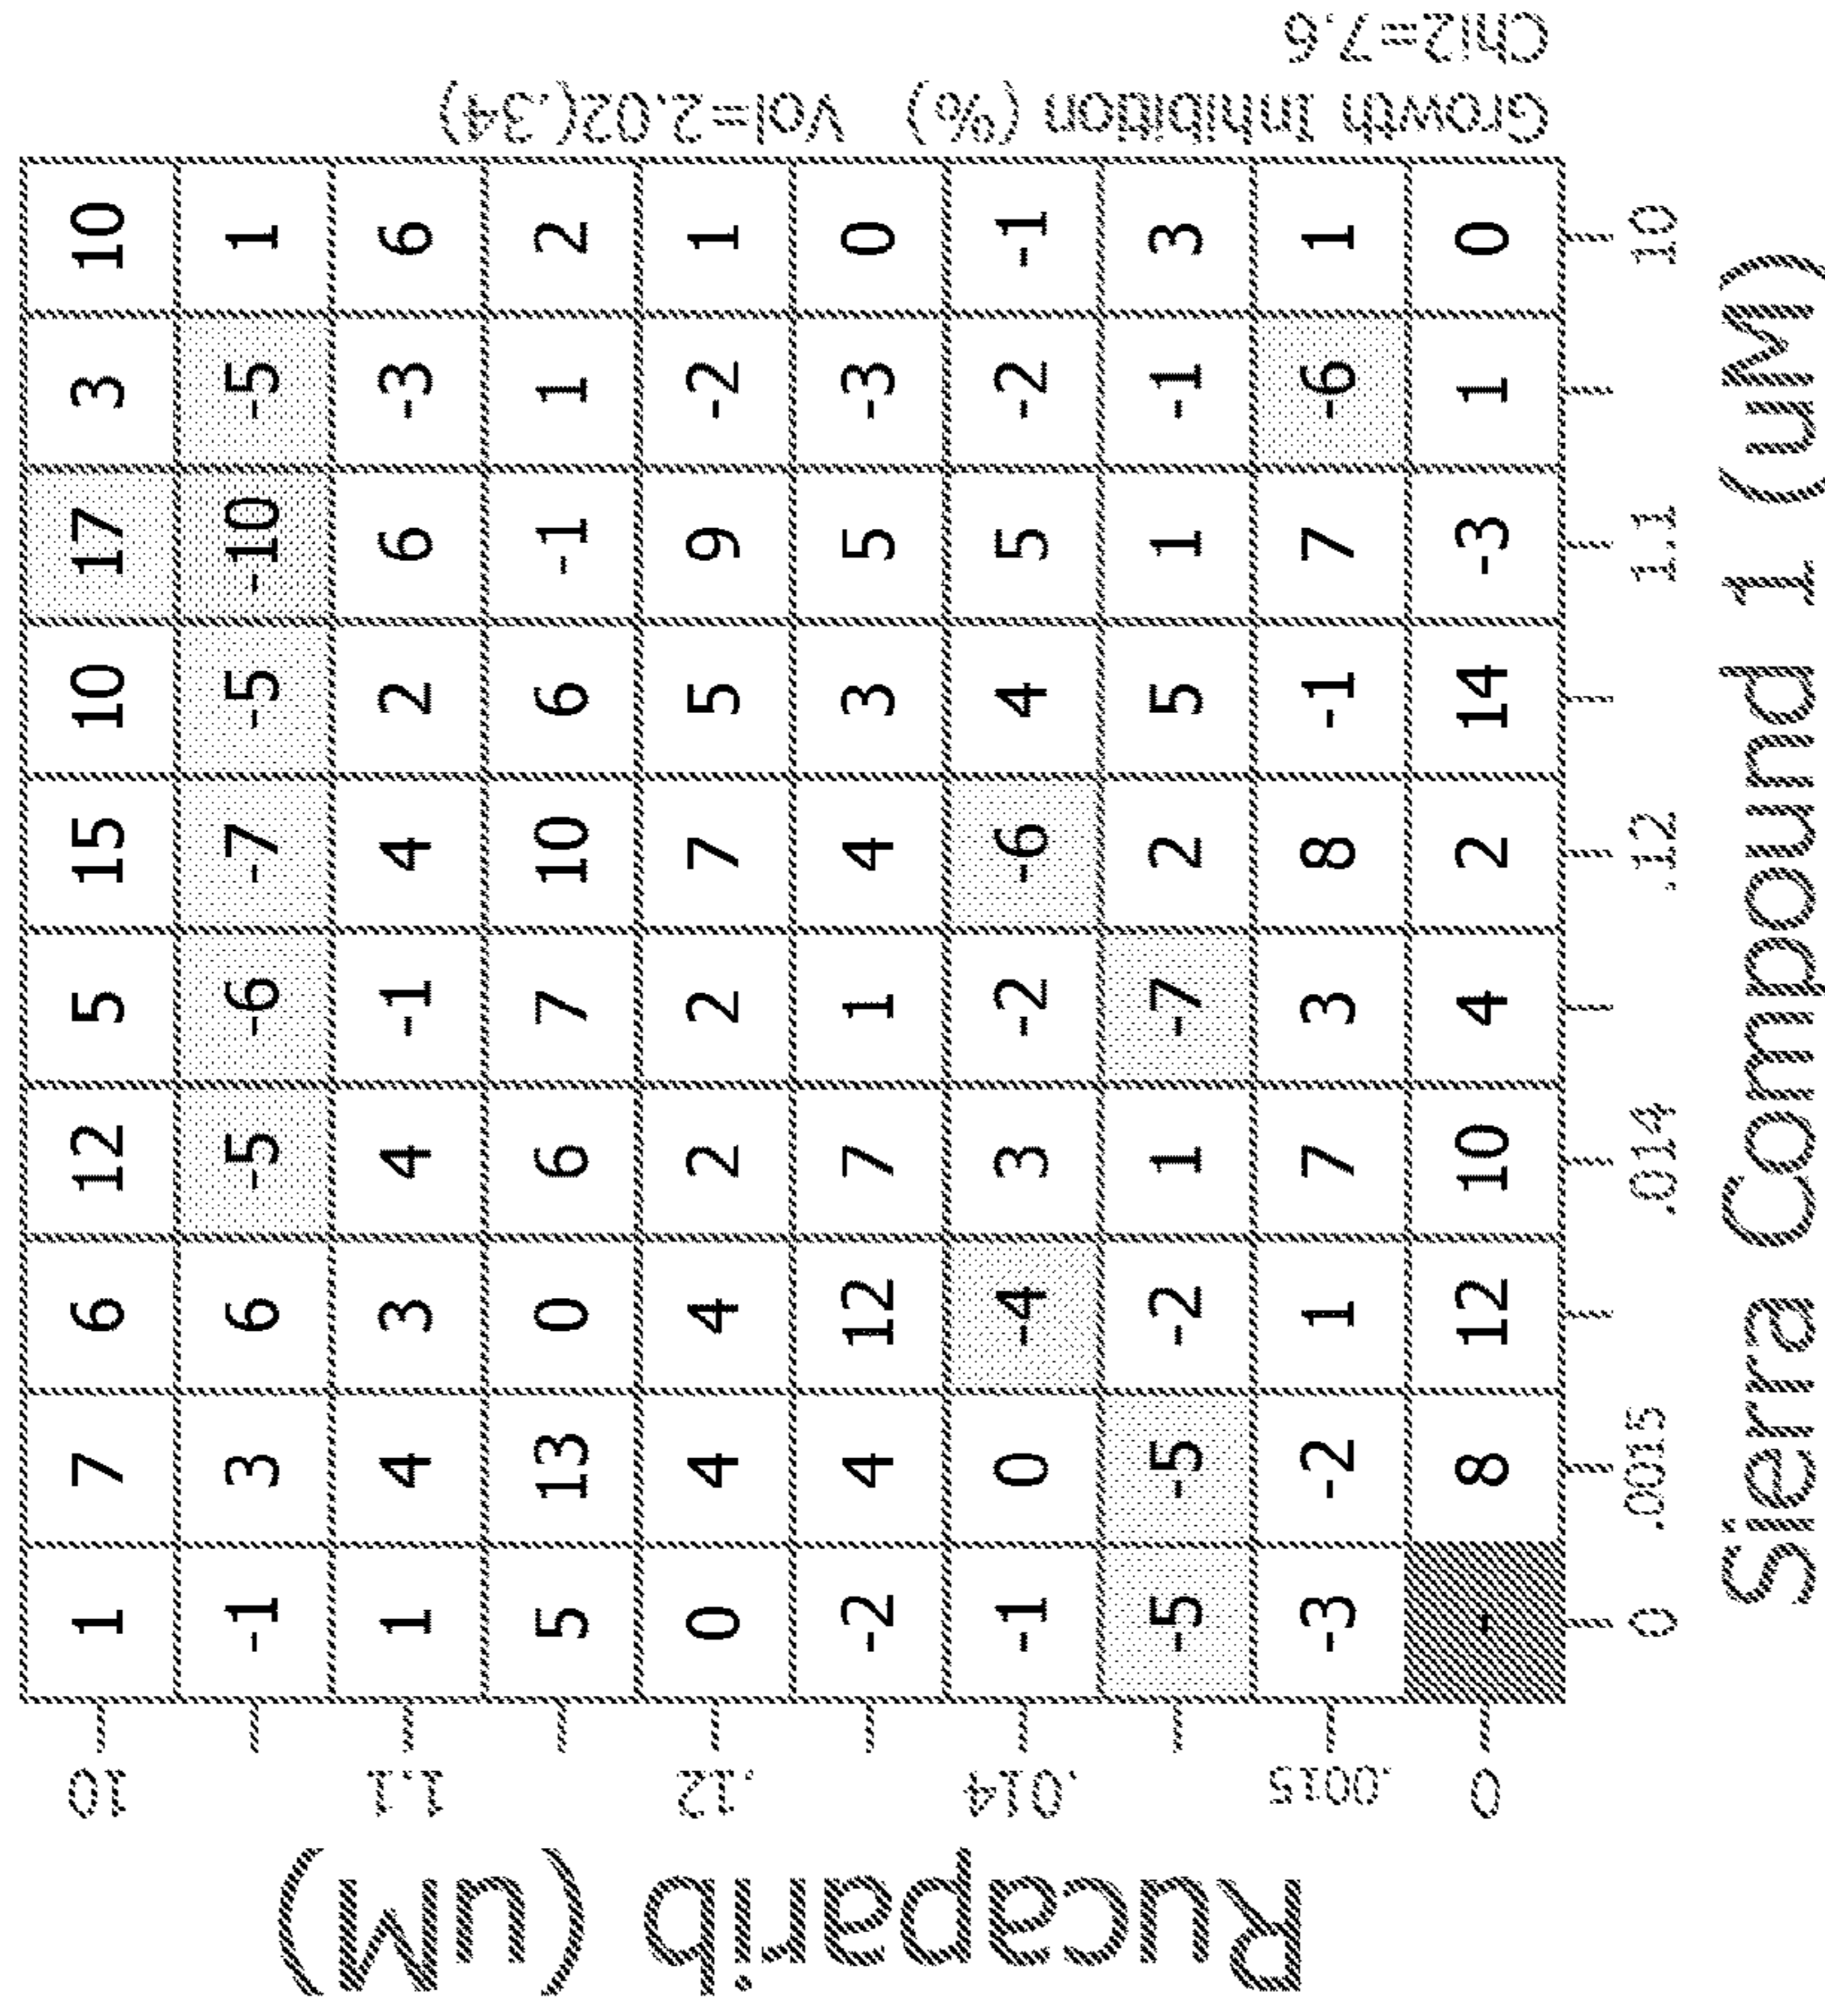 Rucaparib (uM)
10 1 7 6 12 5 15 10 17 3 10
-1 3 6 -5 -6 -7 -5 -10 -5 1
1.1 1 4 3 4 -1 4 2 6 -3 6
5 13 0 6 7 10 6 -1 1 2
.12 0 4 4 2 2 7 5 9 -2 1
-2 4 12 7 1 4 3 5 -3 0
.014 -1 0 -4 3 -2 -6 4 5 -2 -1
-5 -5 -2 1 -7 2 5 1 -1 3
.0015 -3 -2 1 7 3 8 -1 7 -6 1
0 - 8 12 10 4 2 14 -3 1 0
0 .0015 .014 .12 1.1 10
Sierra Compound 1 (uM)
Growth Inhibition (%) Vol=2.02(.34)
Chi2=7.6